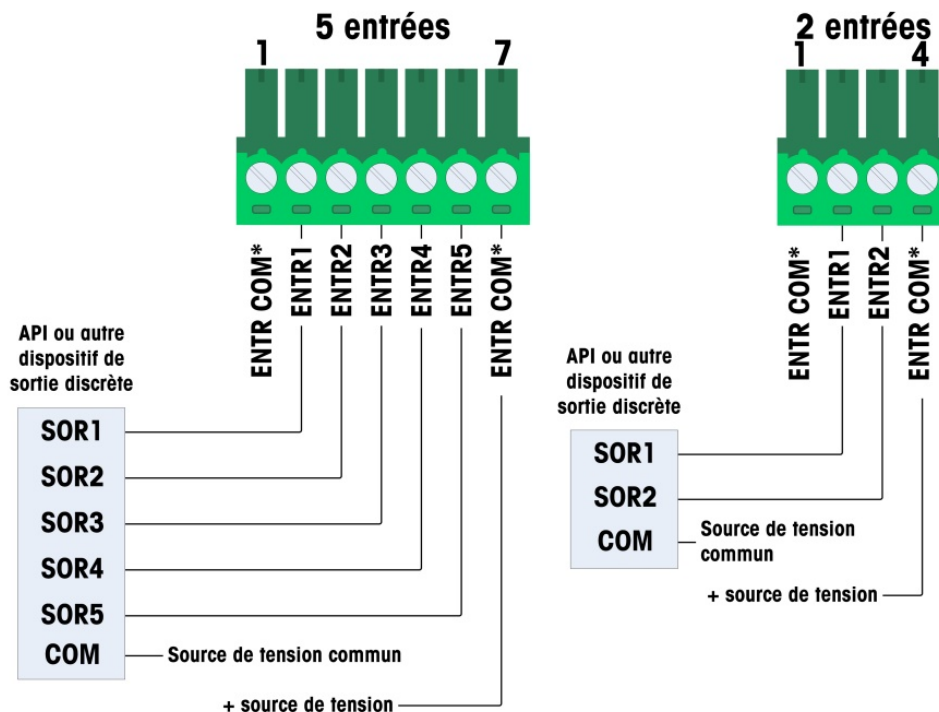 5 entrées
1
7
ENTR COM*
ENTR1
ENTR2
ENTR3
ENTR4
ENTR5
ENTR COM*
API ou autre
dispositif de
sortie discrète
SOR1
SOR2
SOR3
SOR4
SOR5
COM
Source de tension commun
+ source de tension
2 entrées
1
4
ENTR COM*
ENTR1
ENTR2
ENTR COM*
API ou autre
dispositif de
sortie discrète
SOR1
SOR2
COM
Source de tension
commun
+ source de tension